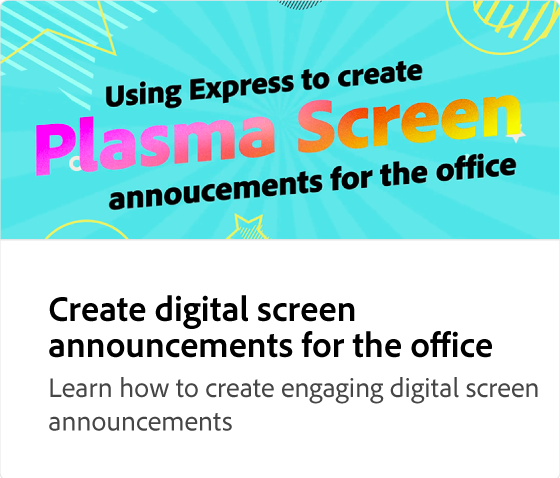 Using Express to create
Plasma Screen
annoucements for the office
Create digital screen
announcements for the office
Learn how to create engaging digital screen
announcements